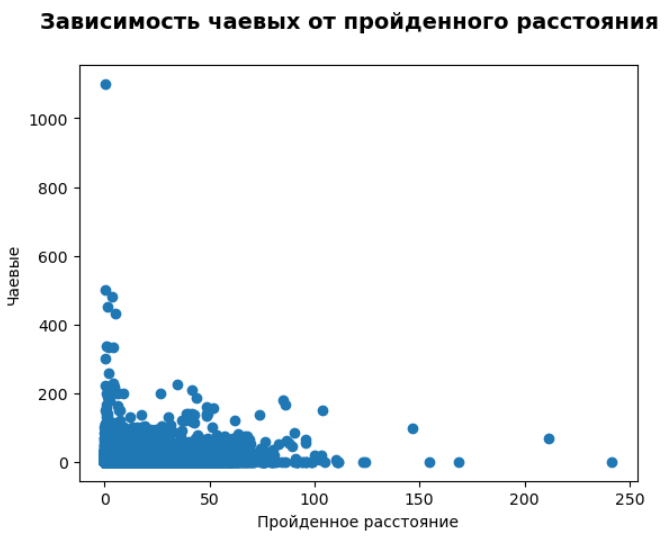 Зависимость чаевых от пройденного расстояния
1000
800
600
400
200
0
Чаевые
0 50 100 150 200 250
Пройденное расстояние